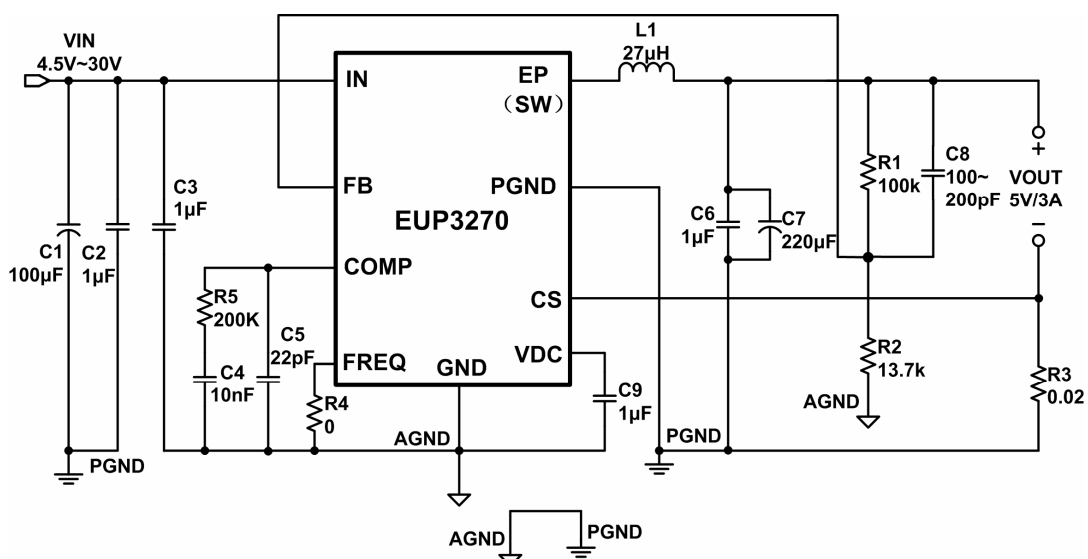 VIN
4.5V~30V
L1
27µH
IN
EP
(SW)
C3
1µF
FB
PGND
R1
100k
C8
100~
200pF
VOUT
5V/3A
+
−
EUP3270
C1
100µF
C2
1µF
C6
1µF
C7
220µF
COMP
R5
200K
CS
C5
22pF
VDC
R2
13.7k
C4
10nF
FREQ
GND
R4
0
C9
1µF
AGND
R3
0.02
AGND
PGND
PGND
AGND
PGND